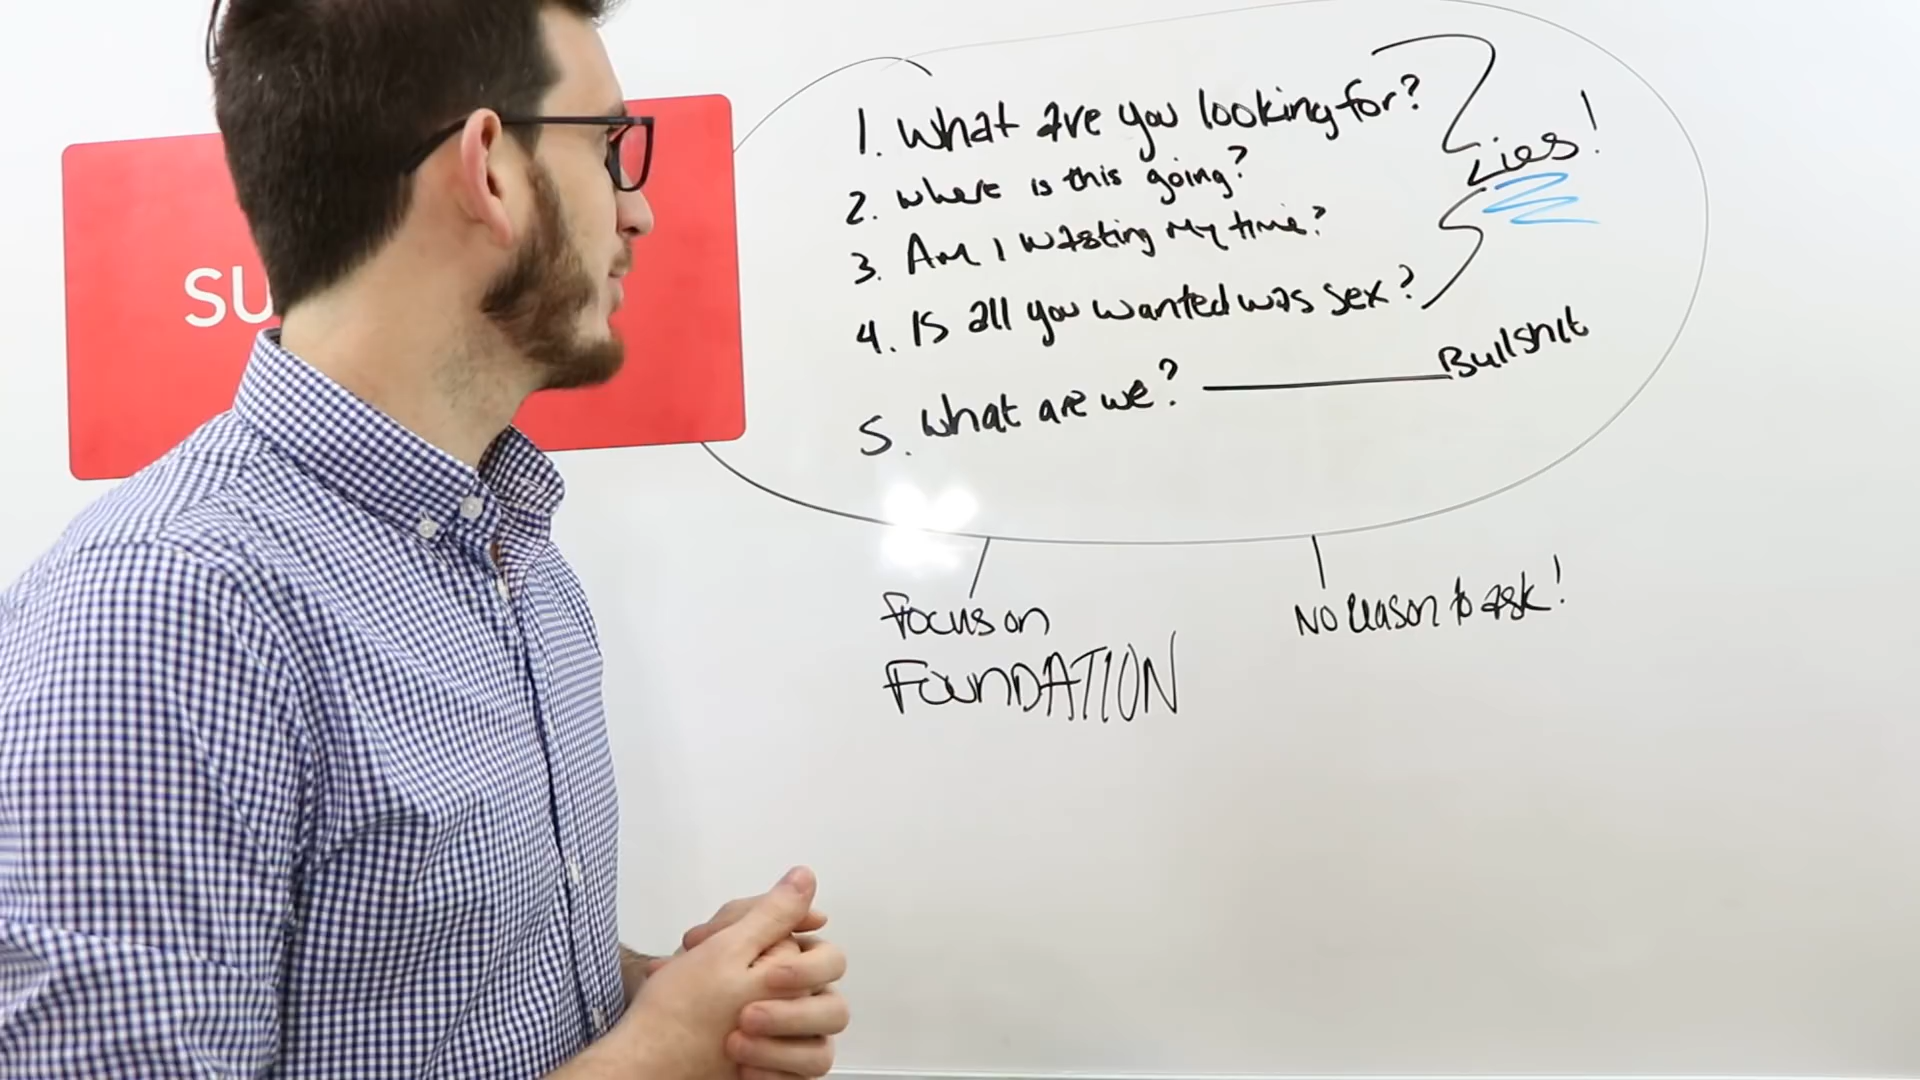 SU
1. What are you looking for?
2. where is this going?
3. Am I wasting my time?
4. Is all you wanted was sex?
Lies!
5. what are we?
Bullshit
focus on
FOUNDATION
No reason to ask!